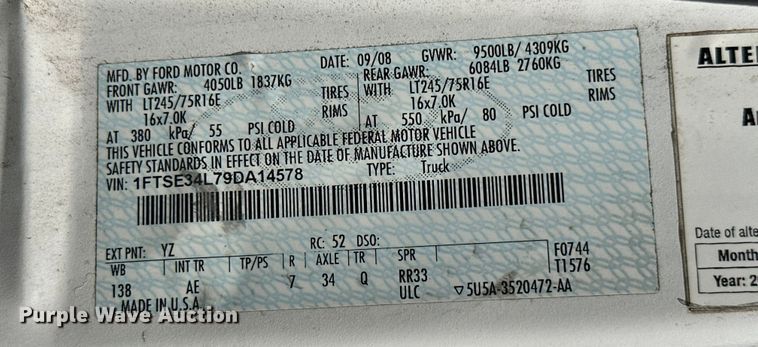 MFD. BY FORD MOTOR CO. DATE: 09/08 GVWR: 9500LB/ 4309KG
FRONT GAWR: 4050LB 1837KG REAR GAWR: 6084LB 2760KG
WITH LT245/75R16E TIRES WITH LT245/75R16E TIRES
16x7.0K RIMS 16x7.0K RIMS
AT 380 kPa/ 55 PSI COLD AT 550 kPa/ 80 PSI COLD
THIS VEHICLE CONFORMS TO ALL APPLICABLE FEDERAL MOTOR VEHICLE
SAFETY STANDARDS IN EFFECT ON THE DATE OF MANUFACTURE SHOWN ABOVE.
VIN: 1FTSE34L79DA14578 TYPE: Truck
EXT PNT: YZ RC: 52 DSO:
WB INT TR TP/PS R AXLE TR SPR F0744
138 AE 7 34 Q RR33 T1576
MADE IN U.S.A. ULC ▽5U5A-3520472-AA
ALTE
A
Date of alte
Month
Year: 2
Purple Wave Auction